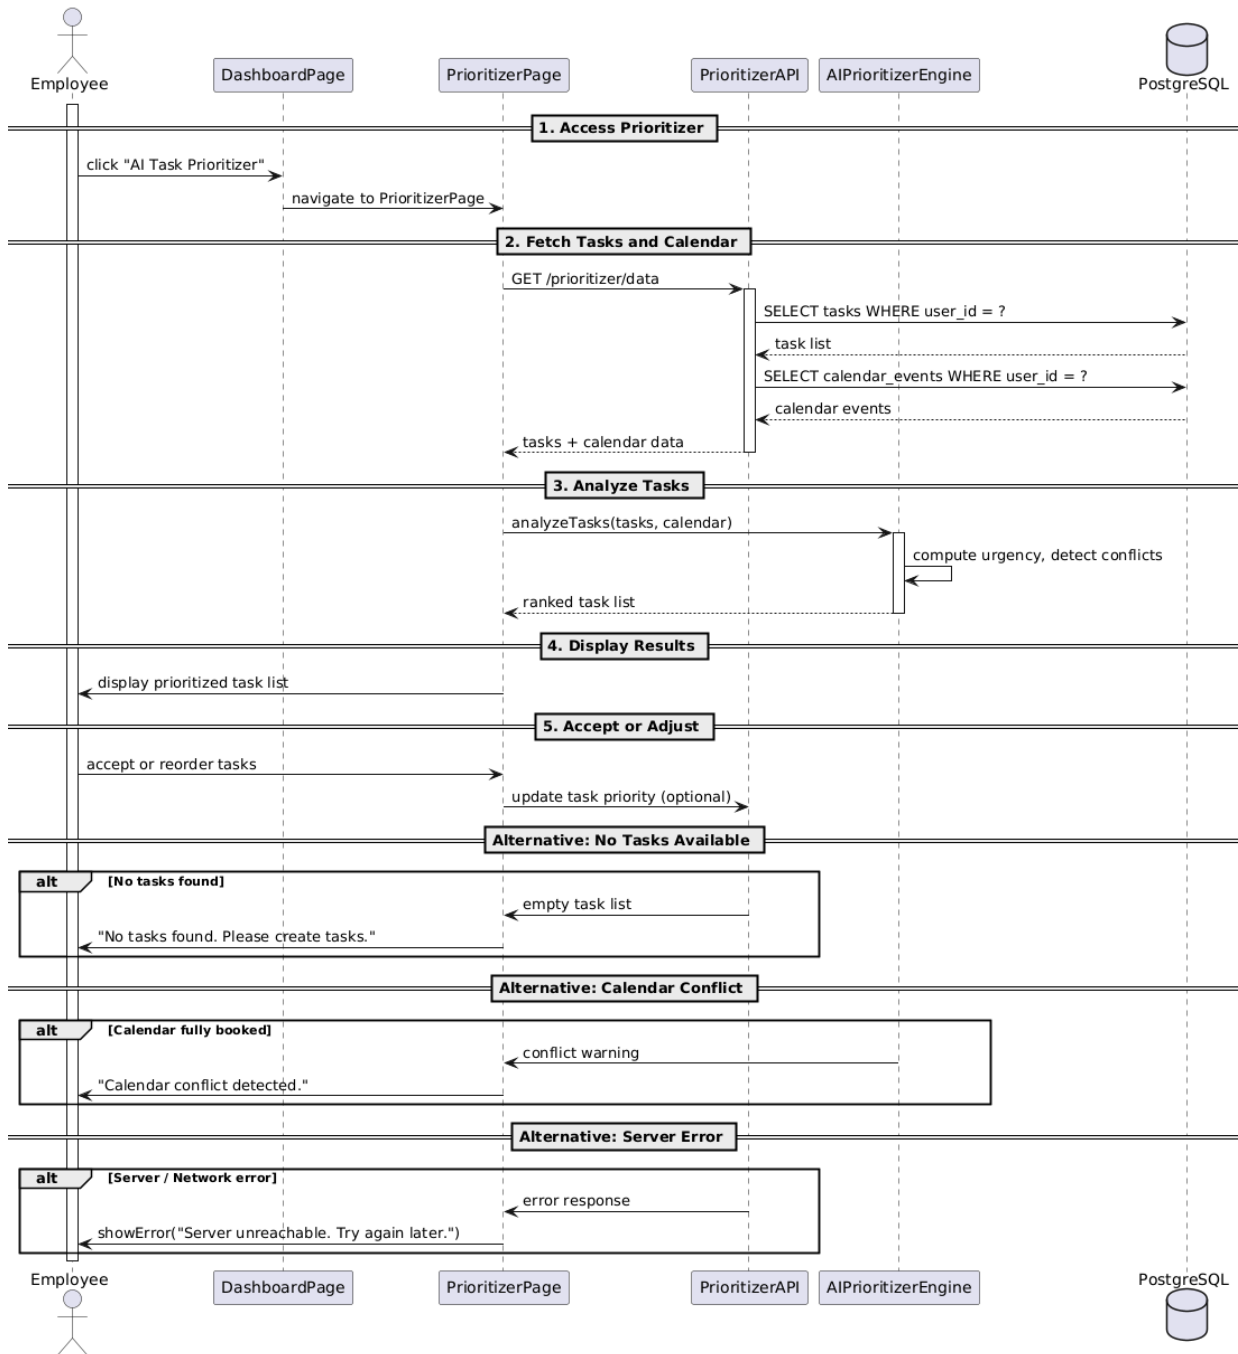 Employee
DashboardPage
PrioritizerPage
PrioritizerAPI
AIPrioritizerEngine
PostgreSQL
1. Access Prioritizer
click "AI Task Prioritizer"
navigate to PrioritizerPage
2. Fetch Tasks and Calendar
GET /prioritizer/data
SELECT tasks WHERE user_id = ?
task list
SELECT calendar_events WHERE user_id = ?
calendar events
tasks + calendar data
3. Analyze Tasks
analyzeTasks(tasks, calendar)
compute urgency, detect conflicts
ranked task list
4. Display Results
display prioritized task list
5. Accept or Adjust
accept or reorder tasks
update task priority (optional)
Alternative: No Tasks Available
alt [No tasks found]
empty task list
"No tasks found. Please create tasks."
Alternative: Calendar Conflict
alt [Calendar fully booked]
conflict warning
"Calendar conflict detected."
Alternative: Server Error
alt [Server / Network error]
error response
showError("Server unreachable. Try again later.")
Employee
DashboardPage
PrioritizerPage
PrioritizerAPI
AIPrioritizerEngine
PostgreSQL